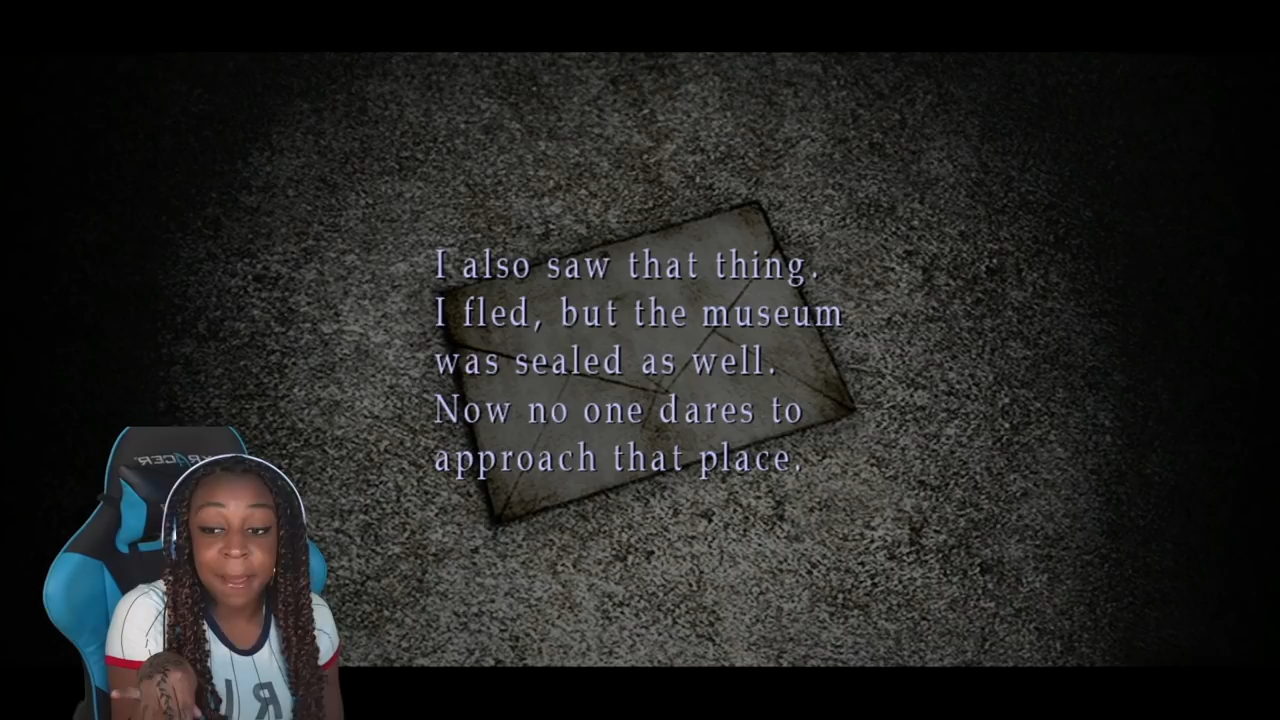 I also saw that thing.
I fled, but the museum
was sealed as well.
Now no one dares to
approach that place.